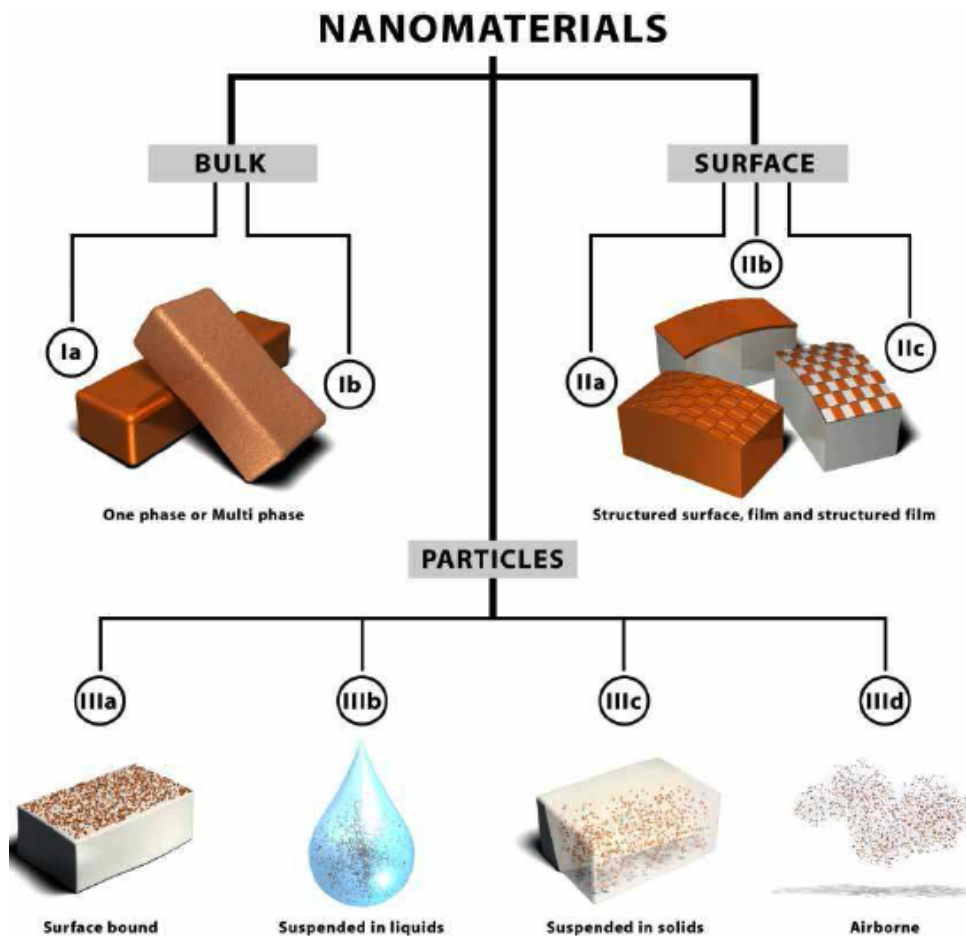 NANOMATERIALS
BULK
SURFACE
Ia
Ib
IIa
IIb
IIc
One phase or Multi phase
Structured surface, film and structured film
PARTICLES
IIIa
IIIb
IIIc
IIId
Surface bound
Suspended in liquids
Suspended in solids
Airborne